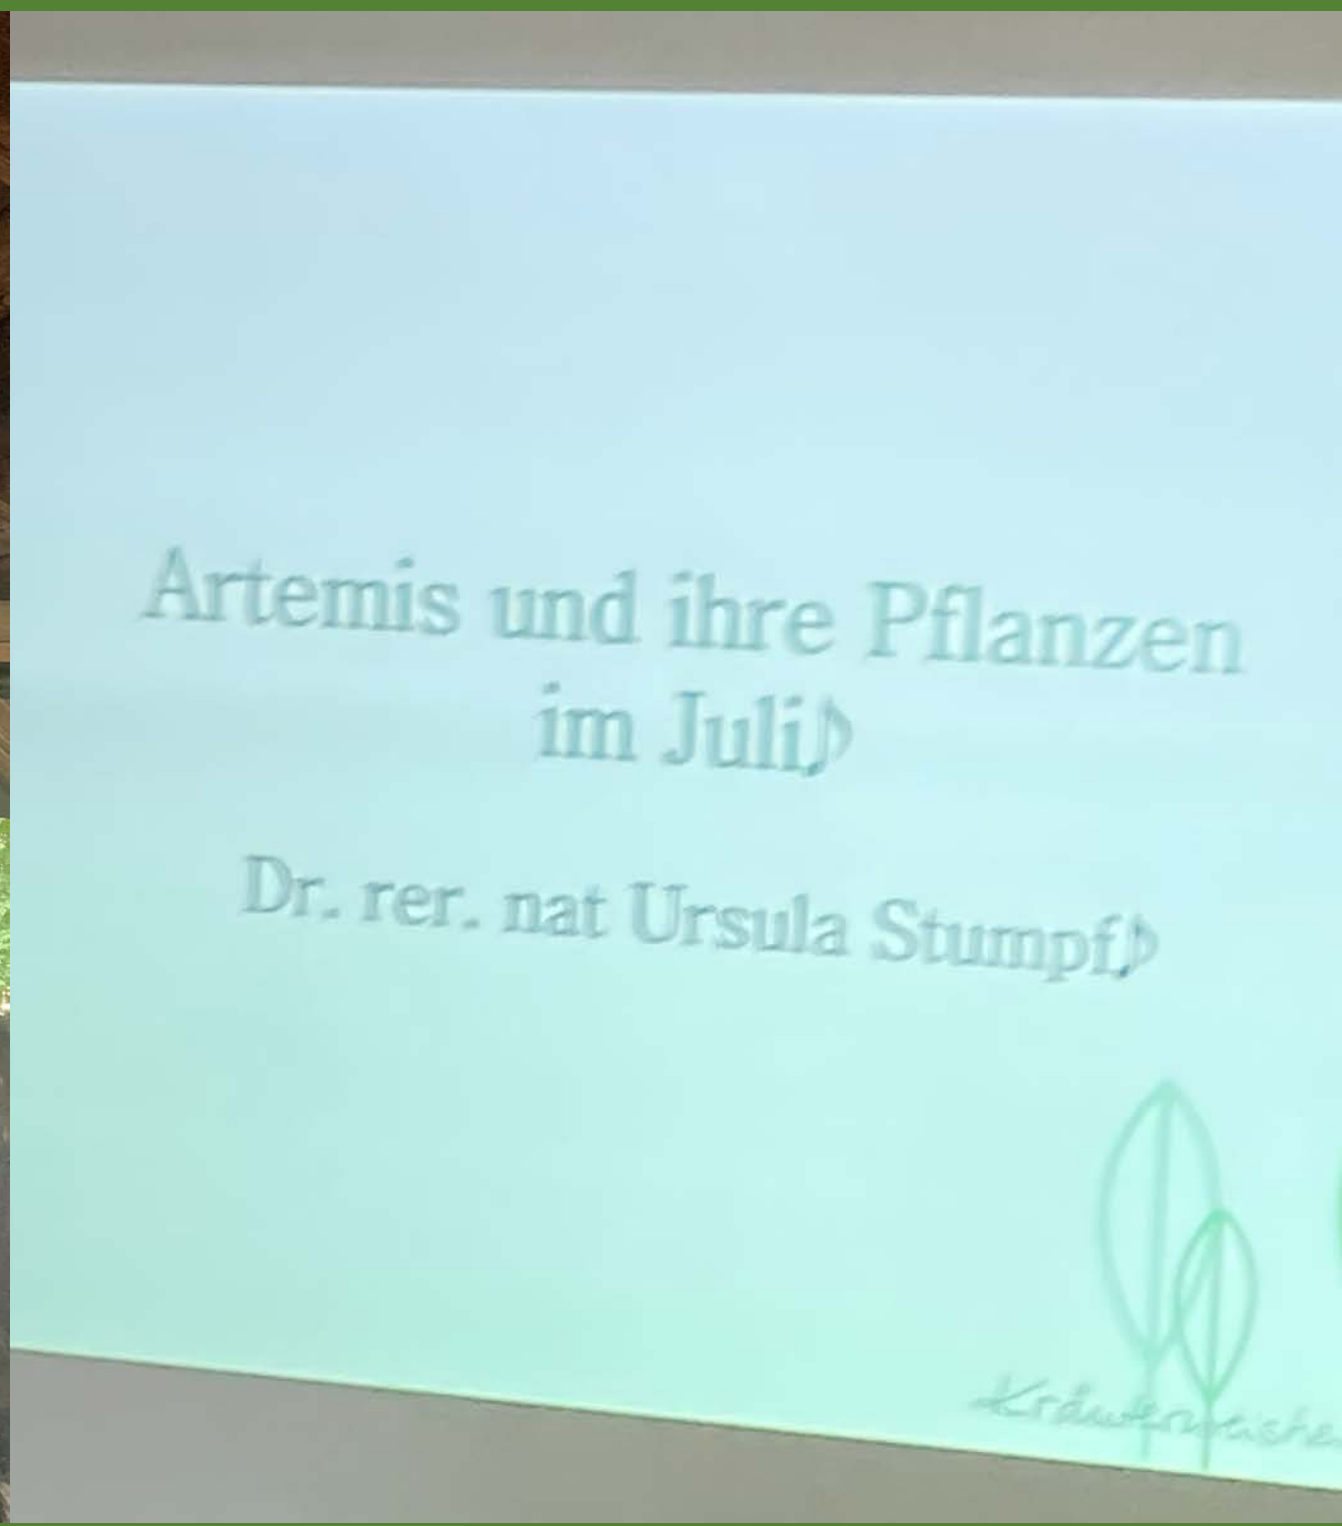 Artemis und ihre Pflanzen
im Juli♪
Dr. rer. nat Ursula Stumpf♪